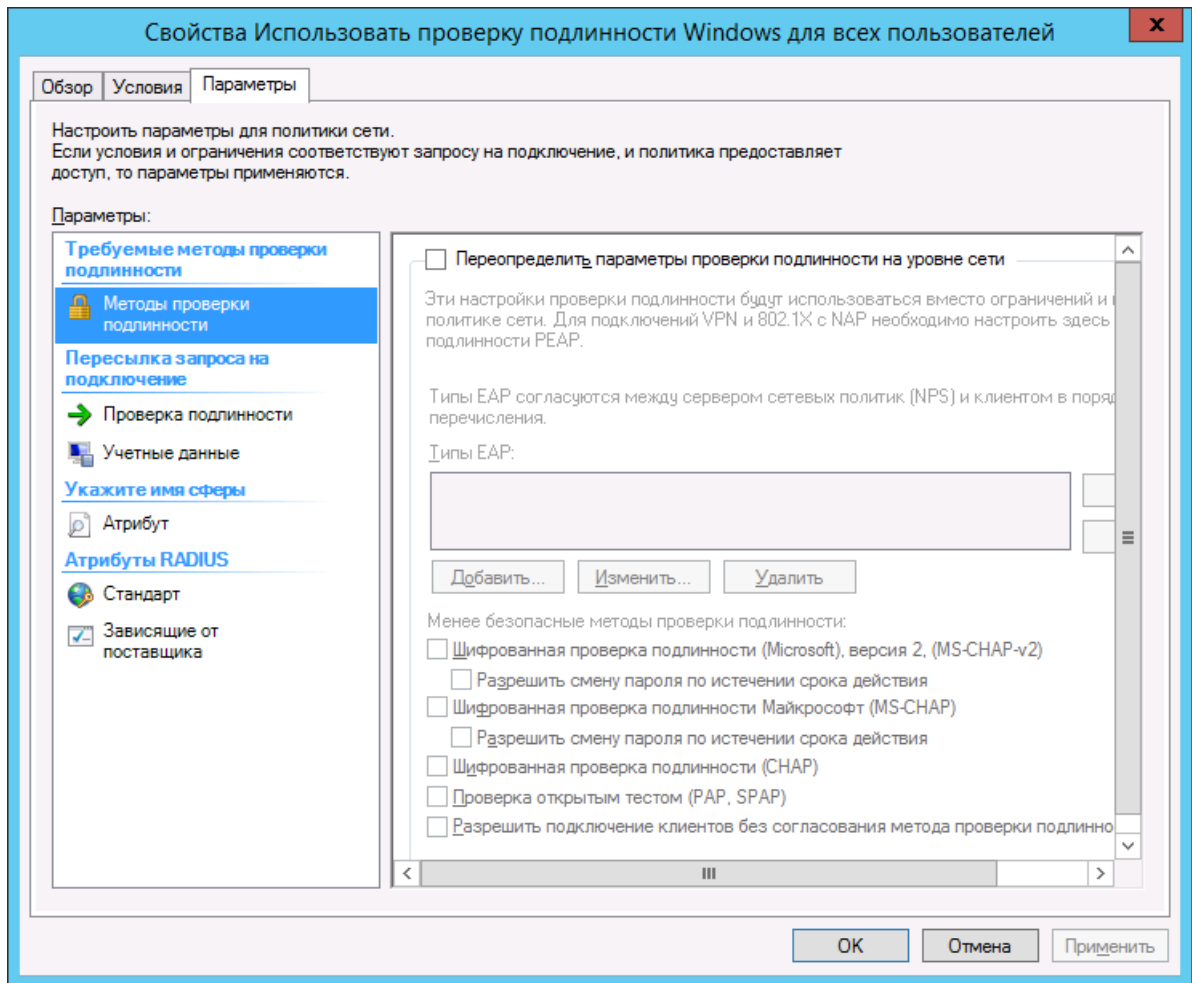 Свойства Использовать проверку подлинности Windows для всех пользователей
x
Обзор
Условия
Параметры
Настроить параметры для политики сети.
Если условия и ограничения соответствуют запросу на подключение, и политика предоставляет
доступ, то параметры применяются.
Параметры:
Требуемые методы проверки
подлинности
Методы проверки
подлинности
Пересылка запроса на
подключение
Проверка подлинности
Учетные данные
Укажите имя сферы
Атрибут
Атрибуты RADIUS
Стандарт
Зависящие от
поставщика
Переопределить параметры проверки подлинности на уровне сети
Эти настройки проверки подлинности будут использоваться вместо ограничений и
политике сети. Для подключений VPN и 802.1X с NAP необходимо настроить здесь
подлинности PEAP.
Типы EAP согласуются между сервером сетевых политик (NPS) и клиентом в поряд
перечисления.
Типы EAP:
Добавить...
Изменить...
Удалить
Менее безопасные методы проверки подлинности:
Шифрованная проверка подлинности (Microsoft), версия 2, (MS-CHAP-v2)
Разрешить смену пароля по истечении срока действия
Шифрованная проверка подлинности Майкрософт (MS-CHAP)
Разрешить смену пароля по истечении срока действия
Шифрованная проверка подлинности (CHAP)
Проверка открытым тестом (PAP, SPAP)
Разрешить подключение клиентов без согласования метода проверки подлинно
OK
Отмена
Применить